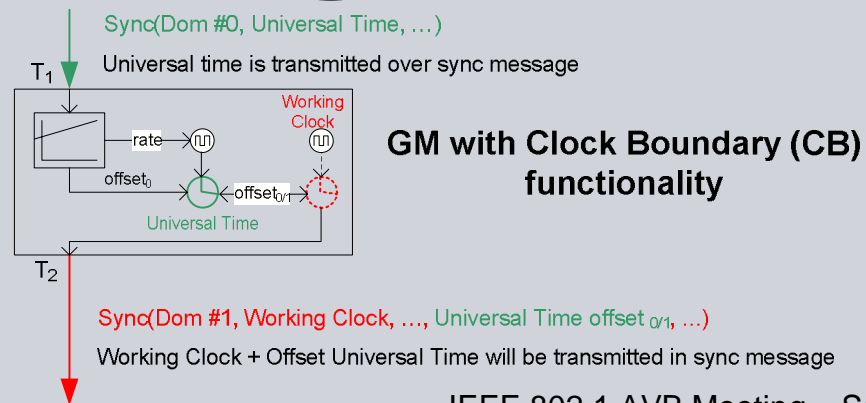 Sync(Dom #0, Universal Time, …)
T1
Universal time is transmitted over sync message
Working
Clock
rate
offset0
offset0/1
Universal Time
GM with Clock Boundary (CB)
functionality
T2
Sync(Dom #1, Working Clock, …, Universal Time offset 0/1, …)
Working Clock + Offset Universal Time will be transmitted in sync message
IEEE 802.1 AVB Meeting – S